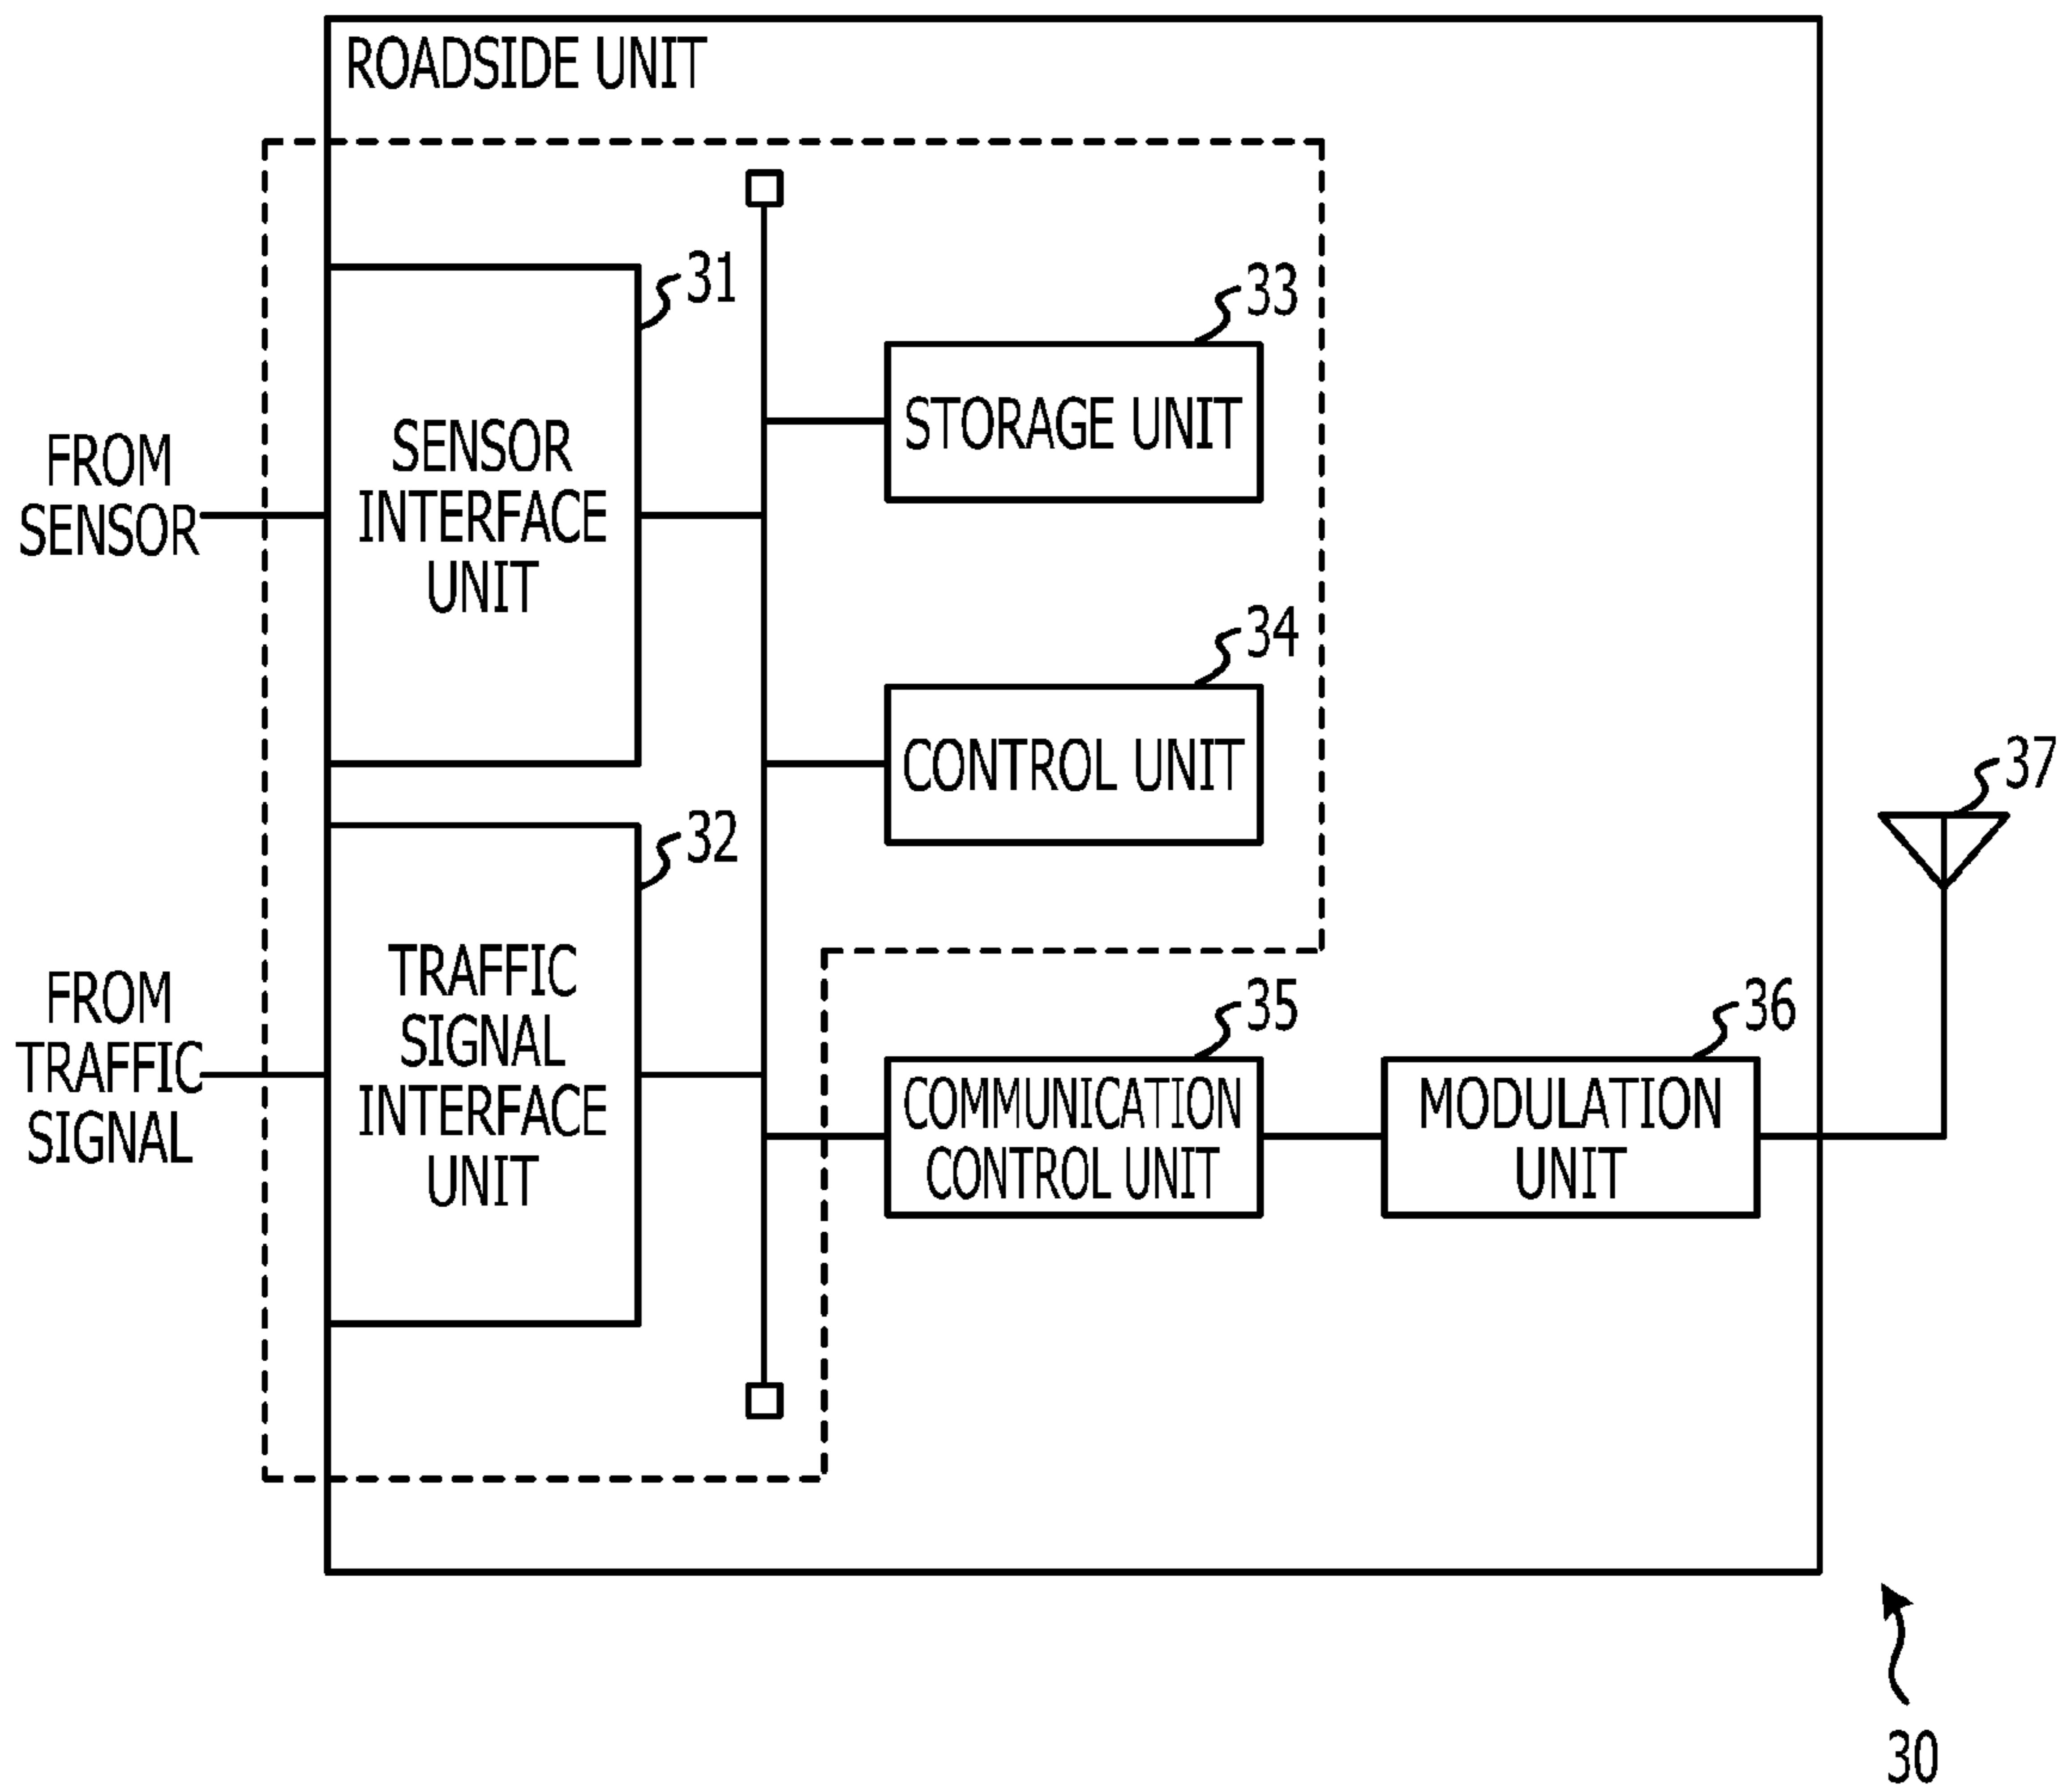 ROADSIDE UNIT
31
33
FROM
SENSOR
SENSOR
INTERFACE
UNIT
STORAGE UNIT
34
CONTROL UNIT
37
32
FROM
TRAFFIC
SIGNAL
TRAFFIC
SIGNAL
INTERFACE
UNIT
35
COMMUNICATION
CONTROL UNIT
36
MODULATION
UNIT
30